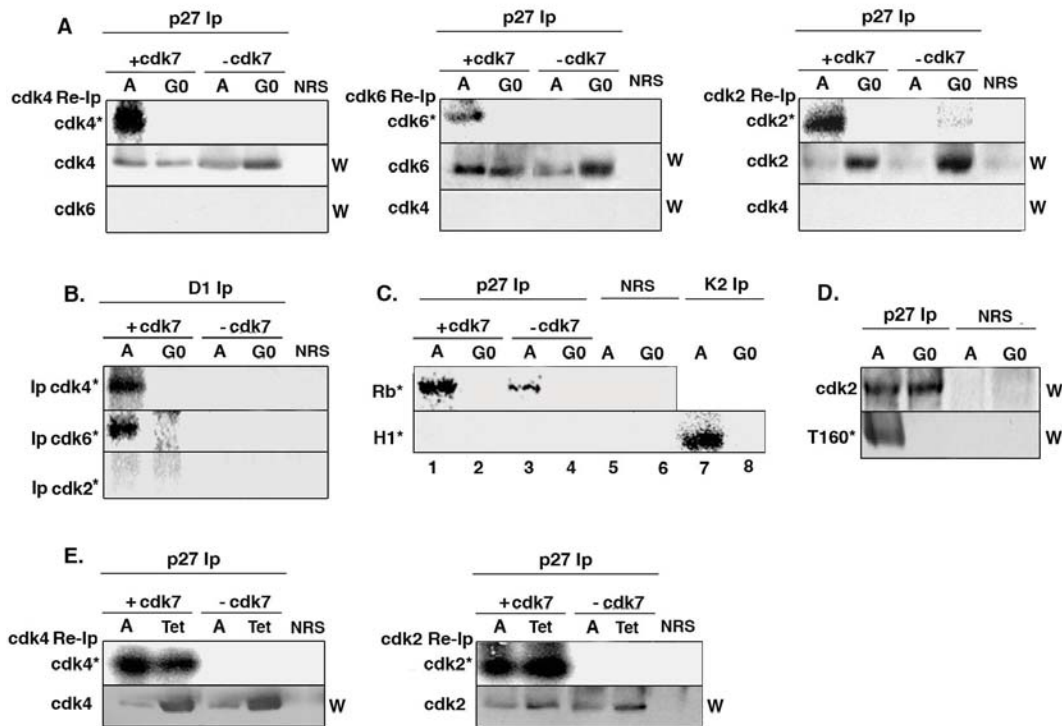 A
p27 Ip
+cdk7 -cdk7
A G0 A G0 NRS
cdk4 Re-Ip
cdk4*
cdk4 W
cdk6 W
p27 Ip
+cdk7 -cdk7
A G0 A G0 NRS
cdk6 Re-Ip
cdk6*
cdk6 W
cdk4 W
p27 Ip
+cdk7 -cdk7
A G0 A G0 NRS
cdk2 Re-Ip
cdk2*
cdk2 W
cdk4 W
B.
D1 Ip
+cdk7 -cdk7
A G0 A G0 NRS
Ip cdk4*
Ip cdk6*
Ip cdk2*
C.
p27 Ip NRS K2 Ip
+cdk7 -cdk7
A G0 A G0 A G0 A G0
Rb*
H1*
1 2 3 4 5 6 7 8
D.
p27 Ip NRS
A G0 A G0
cdk2 W
T160* W
E.
p27 Ip
+cdk7 -cdk7
A Tet A Tet NRS
cdk4 Re-Ip
cdk4*
cdk4 W
p27 Ip
+cdk7 -cdk7
A Tet A Tet NRS
cdk2 Re-Ip
cdk2*
cdk2 W